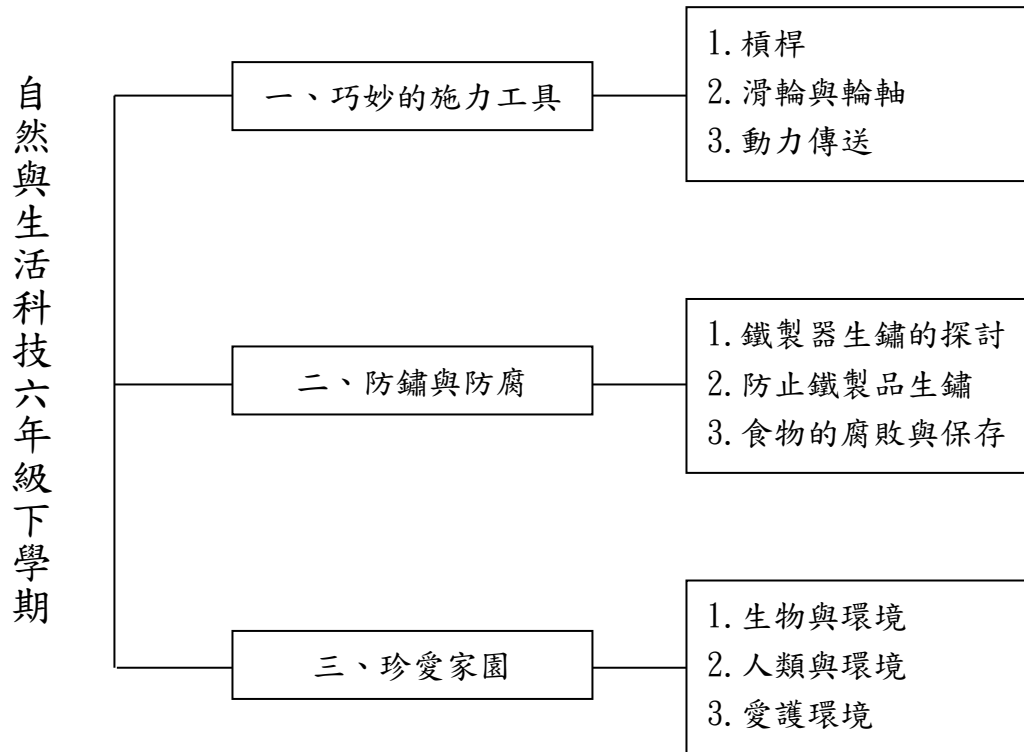 自然與生活科技六年級下學期
一、巧妙的施力工具
1.槓桿
2.滑輪與輪軸
3.動力傳送
二、防鏽與防腐
1.鐵製器生鏽的探討
2.防止鐵製品生鏽
3.食物的腐敗與保存
三、珍愛家園
1.生物與環境
2.人類與環境
3.愛護環境